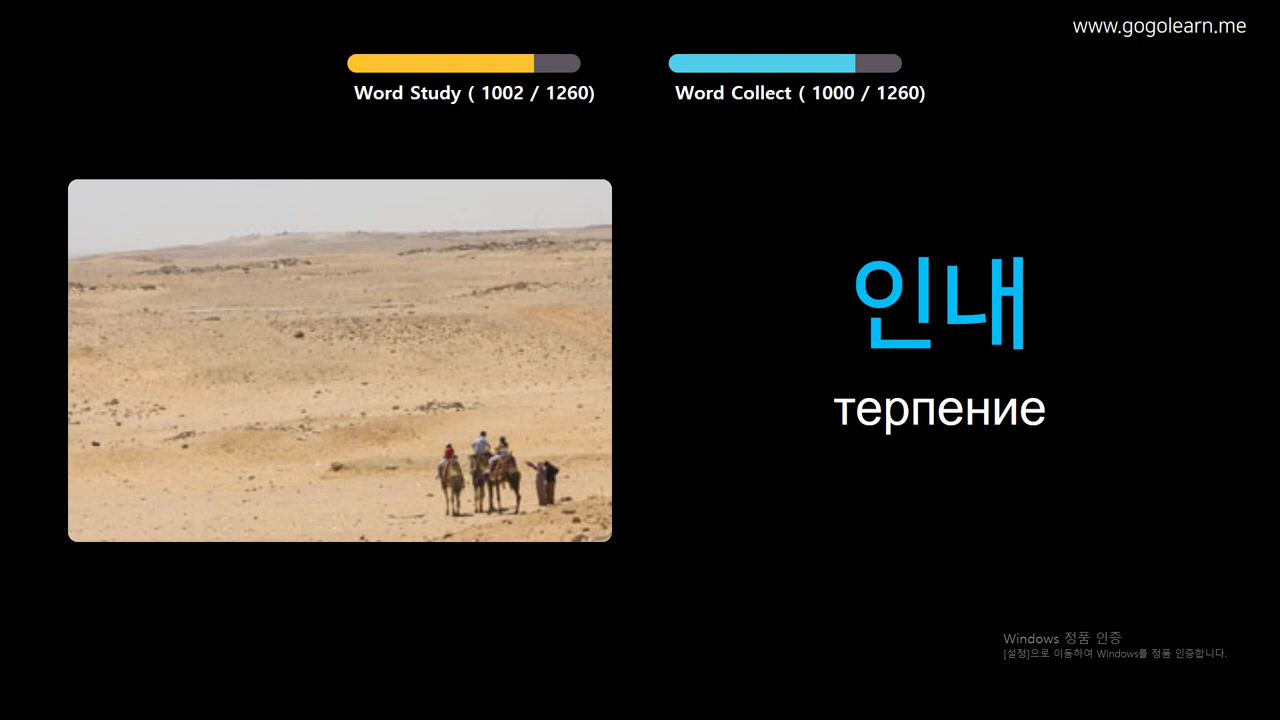 www.gogolearn.me
Word Study ( 1002 / 1260)
Word Collect ( 1000 / 1260)
인내
терпение
Windows 정품 인증
[설정]으로 이동하여 Windows를 정품 인증합니다.